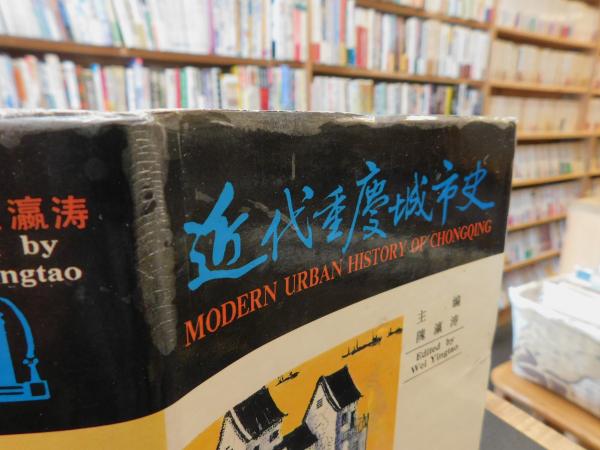 瀛涛
by
ngtao
近代重慶城市史
MODERN URBAN HISTORY OF CHONGQING
主 編
隗瀛涛
Edited by
Wei Yingtao